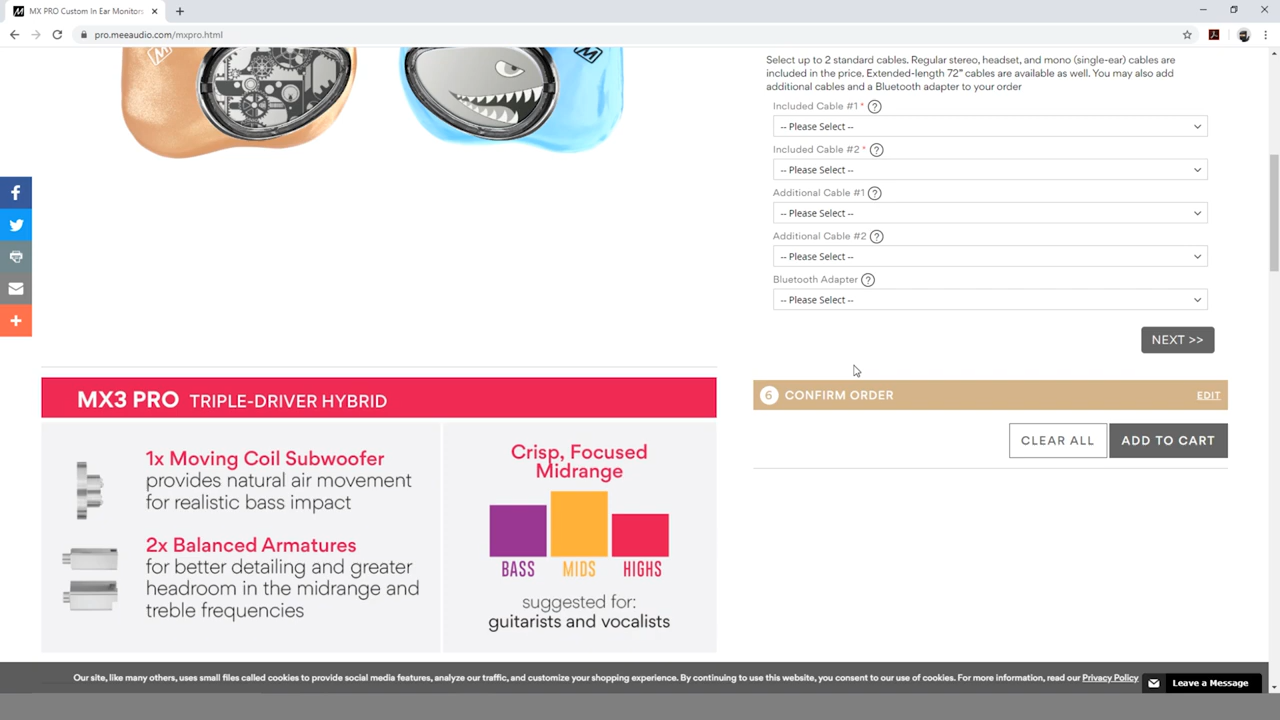 MX PRO Custom In Ear Monitors
pro.meeaudio.com/mxpro.html
Select up to 2 standard cables. Regular stereo, headset, and mono (single-ear) cables are
included in the price. Extended-length 72" cables are available as well. You may also add
additional cables and a Bluetooth adapter to your order
Included Cable #1 * ?
-- Please Select --
Included Cable #2 * ?
-- Please Select --
Additional Cable #1 ?
-- Please Select --
Additional Cable #2 ?
-- Please Select --
Bluetooth Adapter ?
-- Please Select --
NEXT >>
6 CONFIRM ORDER EDIT
CLEAR ALL ADD TO CART
MX3 PRO TRIPLE-DRIVER HYBRID
1x Moving Coil Subwoofer
provides natural air movement
for realistic bass impact
2x Balanced Armatures
for better detailing and greater
headroom in the midrange and
treble frequencies
Crisp, Focused
Midrange
BASS MIDS HIGHS
suggested for:
guitarists and vocalists
Our site, like many others, uses small files called cookies to provide social media features, analyze our traffic, and customize your shopping experience. By continuing to use this website, you consent to our use of cookies. For more information, read our Privacy Policy
Leave a Message